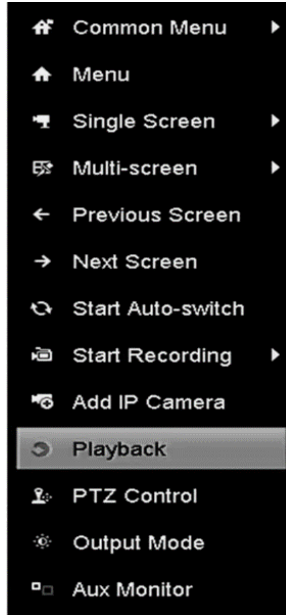 Common Menu
Menu
Single Screen
Multi-screen
Previous Screen
Next Screen
Start Auto-switch
Start Recording
Add IP Camera
Playback
PTZ Control
Output Mode
Aux Monitor